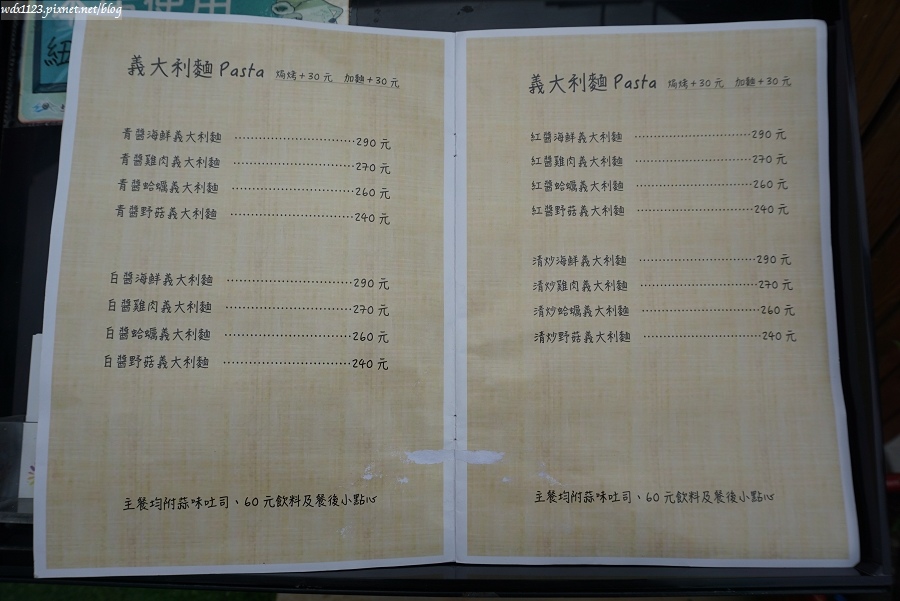 wdx1123.pixnet.net/blog
使用
紐
義大利麵 Pasta 焗烤+30元 加麵+30元
青醬海鮮義大利麵 ……………………290元
青醬雞肉義大利麵 ……………………270元
青醬蛤蠣義大利麵 ……………………260元
青醬野菇義大利麵 ……………………240元
白醬海鮮義大利麵 ……………………290元
白醬雞肉義大利麵 ……………………270元
白醬蛤蠣義大利麵 ……………………260元
白醬野菇義大利麵 ……………………240元
主餐均附蒜味吐司、60元飲料及餐後小點心
義大利麵 Pasta 焗烤+30元 加麵+30元
紅醬海鮮義大利麵 ……………………290元
紅醬雞肉義大利麵 ……………………270元
紅醬蛤蠣義大利麵 ……………………260元
紅醬野菇義大利麵 ……………………240元
清炒海鮮義大利麵 ……………………290元
清炒雞肉義大利麵 ……………………270元
清炒蛤蠣義大利麵 ……………………260元
清炒野菇義大利麵 ……………………240元
主餐均附蒜味吐司、60元飲料及餐後小點心